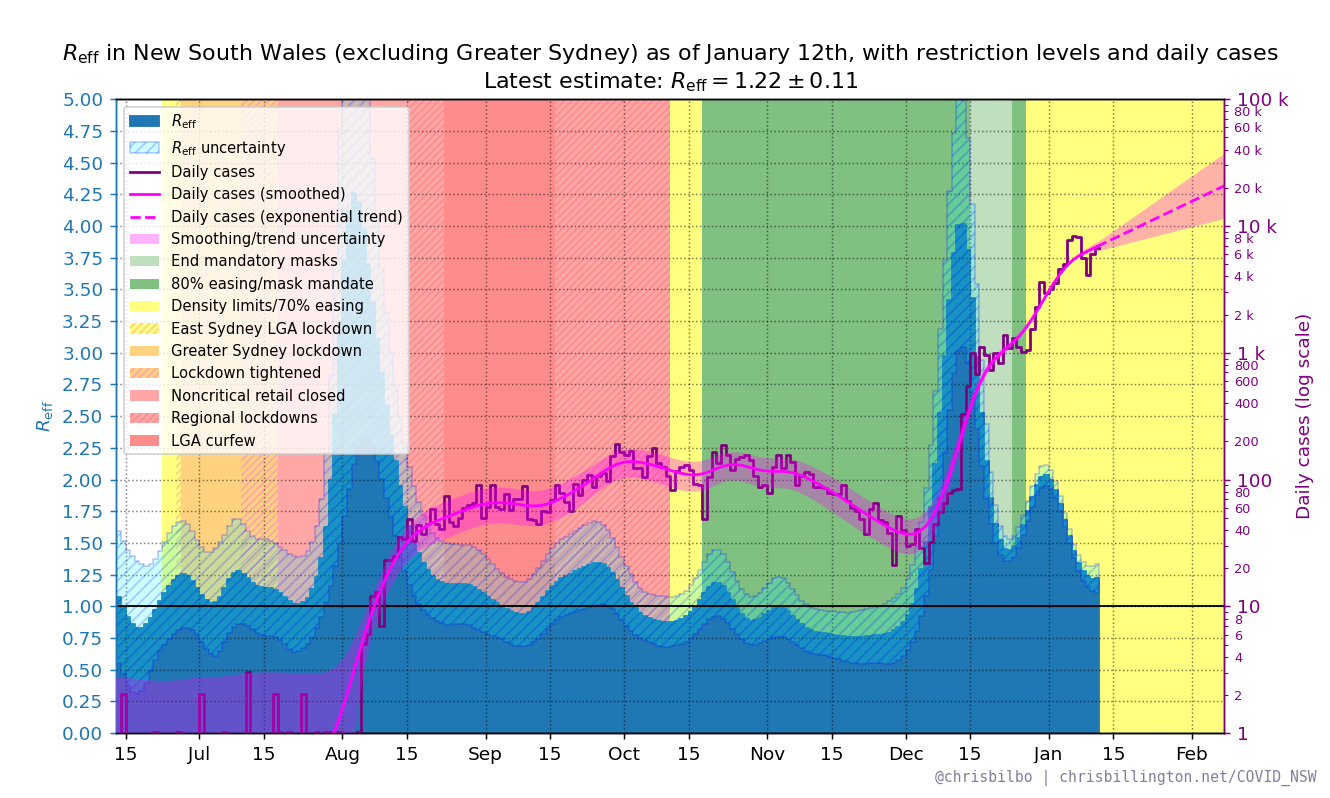 Reff in New South Wales (excluding Greater Sydney) as of January 12th, with restriction levels and daily cases
Latest estimate: Reff = 1.22 ± 0.11
Reff
Reff uncertainty
Daily cases
Daily cases (smoothed)
Daily cases (exponential trend)
Smoothing/trend uncertainty
End mandatory masks
80% easing/mask mandate
Density limits/70% easing
East Sydney LGA lockdown
Greater Sydney lockdown
Lockdown tightened
Noncritical retail closed
Regional lockdowns
LGA curfew
5.00
4.75
4.50
4.25
4.00
3.75
3.50
3.25
3.00
2.75
2.50
2.25
2.00
1.75
1.50
1.25
1.00
0.75
0.50
0.25
0.00
Reff
100 k
80 k
60 k
40 k
20 k
10 k
8 k
6 k
4 k
2 k
1 k
800
600
400
200
100
80
60
40
20
10
8
6
4
2
1
Daily cases (log scale)
15 Jul 15 Aug 15 Sep 15 Oct 15 Nov 15 Dec 15 Jan 15 Feb
@chrisbilbo | chrisbillington.net/COVID_NSW